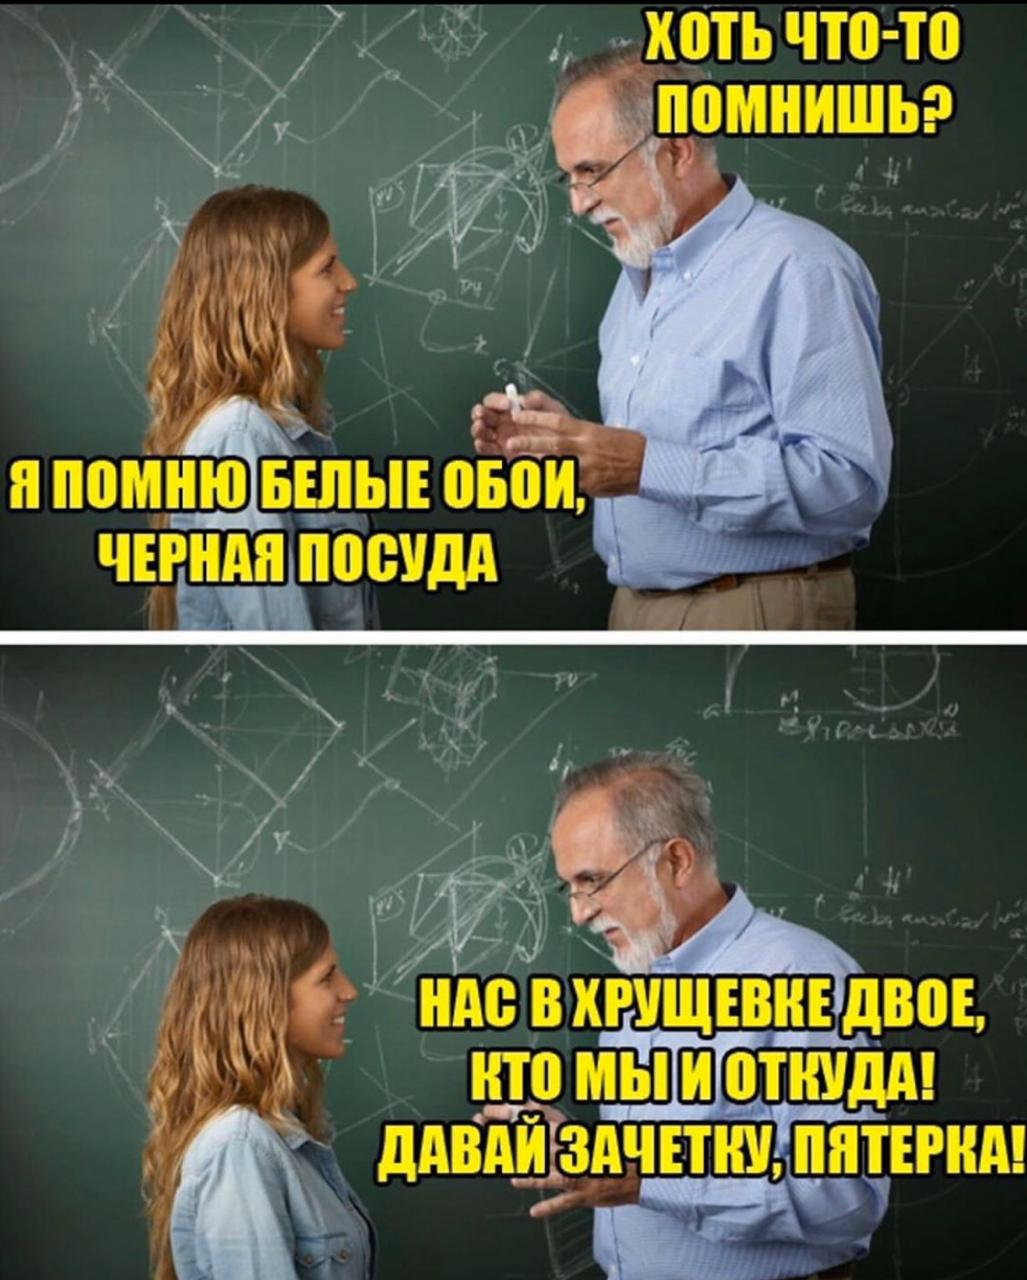 ХОТЬ ЧТО-ТО
ПОМНИШЬ?
Я ПОМНЮ БЕЛЫЕ ОБОИ,
ЧЕРНАЯ ПОСУДА
НАС В ХРУЩЕВКЕ ДВОЕ,
КТО МЫ И ОТКУДА!
ДАВАЙ ЗАЧЕТКУ, ПЯТЕРКА!